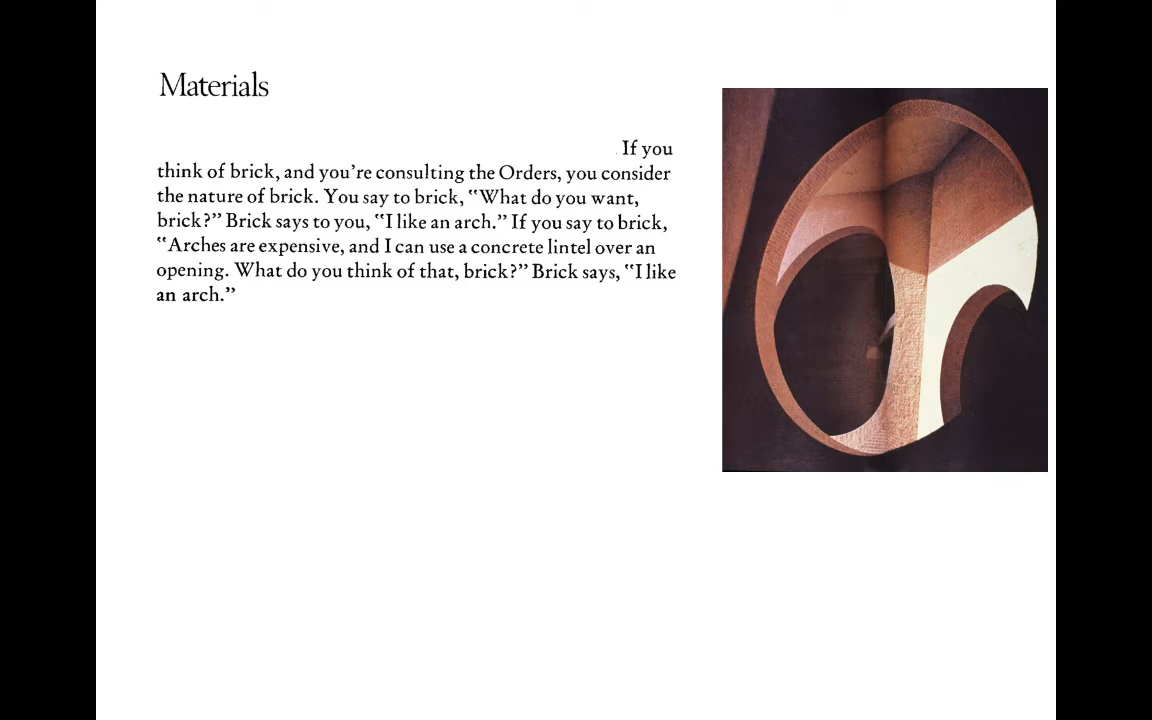 Materials
If you
think of brick, and you’re consulting the Orders, you consider
the nature of brick. You say to brick, “What do you want,
brick?” Brick says to you, “I like an arch.” If you say to brick,
“Arches are expensive, and I can use a concrete lintel over an
opening. What do you think of that, brick?” Brick says, “I like
an arch.”